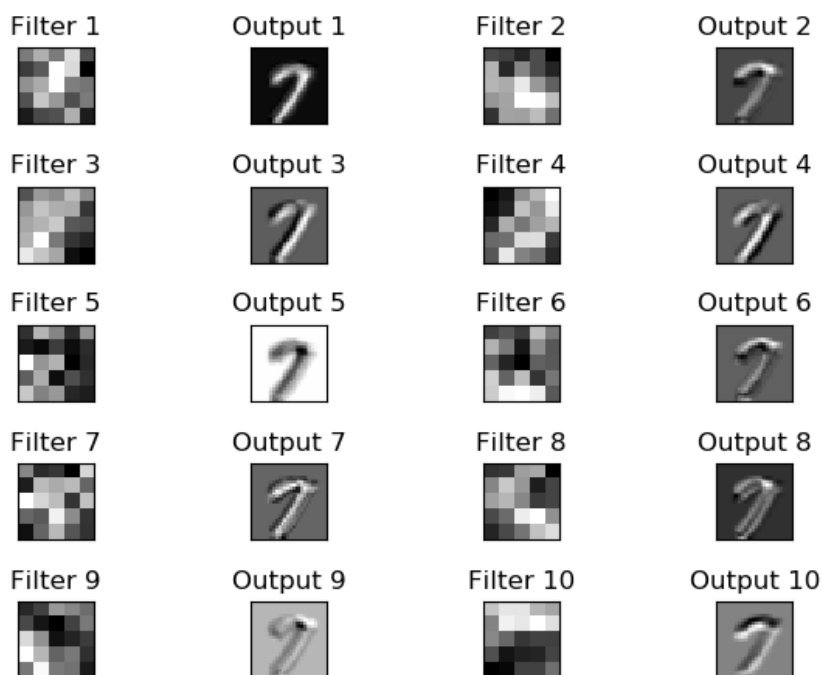 Filter 1 Output 1 Filter 2 Output 2
Filter 3 Output 3 Filter 4 Output 4
Filter 5 Output 5 Filter 6 Output 6
Filter 7 Output 7 Filter 8 Output 8
Filter 9 Output 9 Filter 10 Output 10